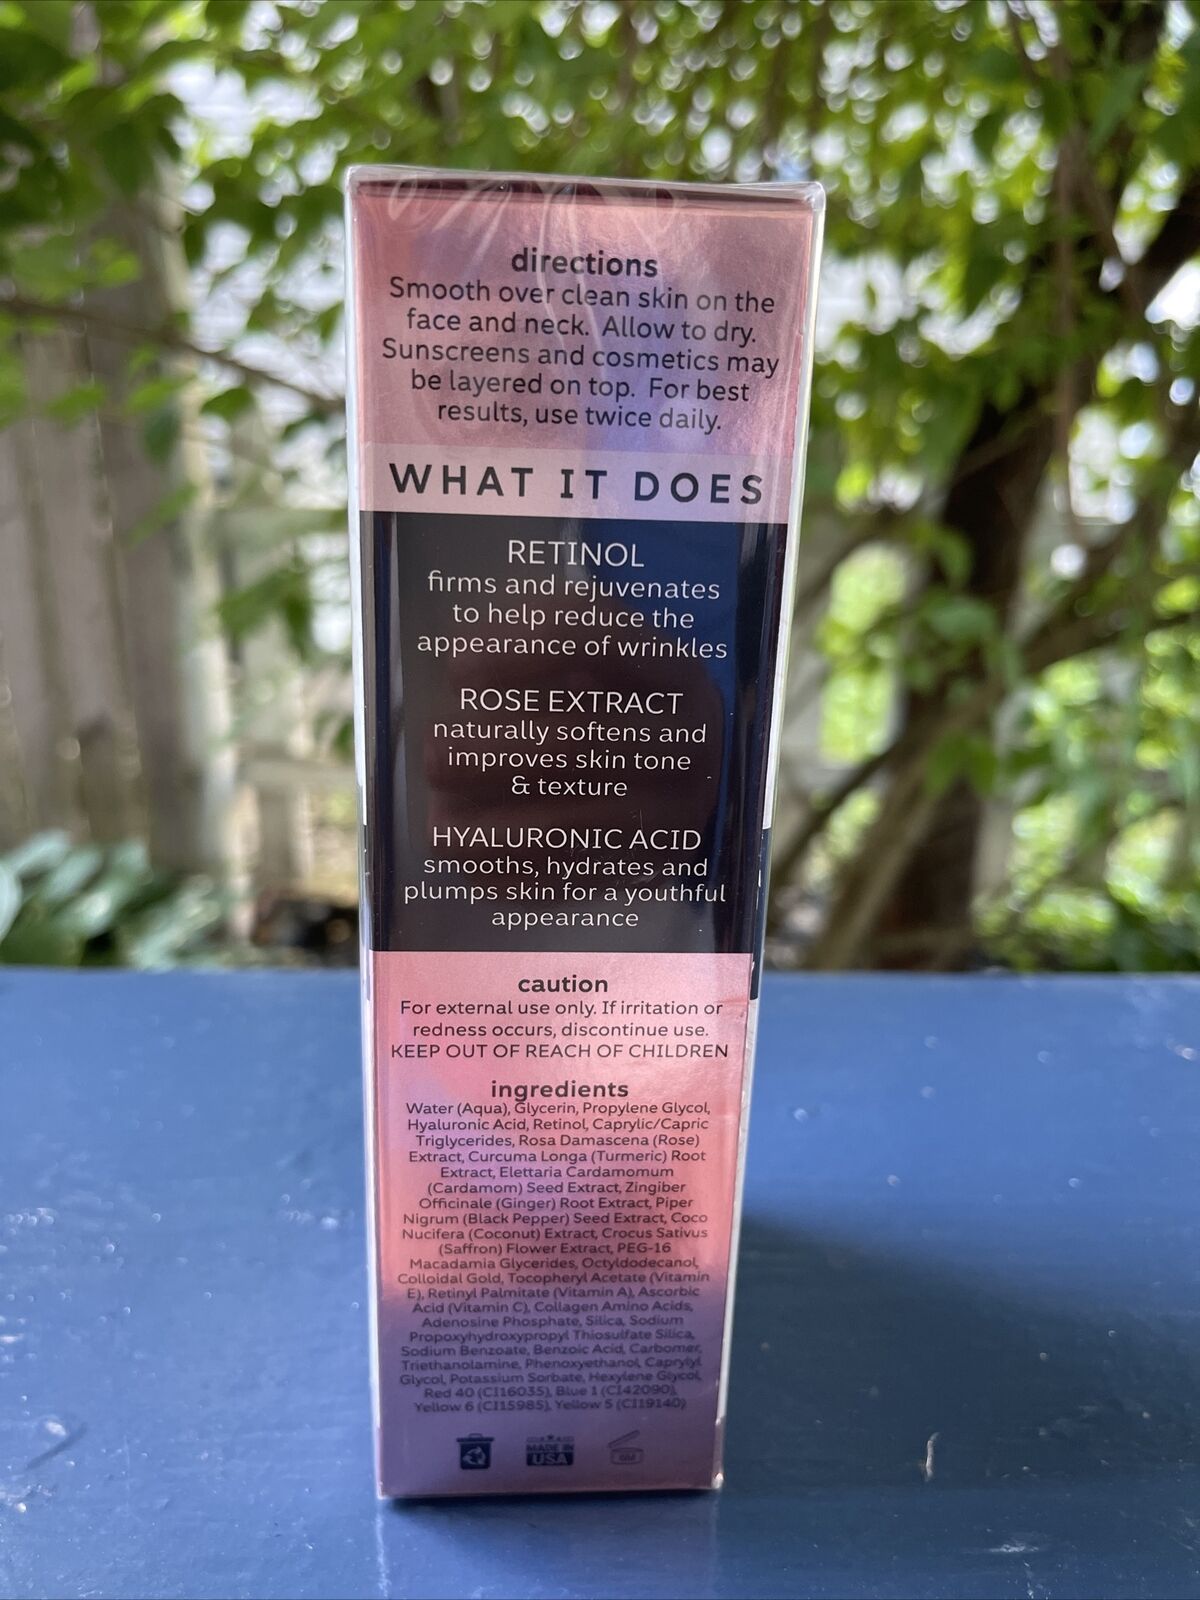 directions
Smooth over clean skin on the
face and neck. Allow to dry.
Sunscreens and cosmetics may
be layered on top. For best
results, use twice daily.
WHAT IT DOES
RETINOL
firms and rejuvenates
to help reduce the
appearance of wrinkles
ROSE EXTRACT
naturally softens and
improves skin tone
& texture
HYALURONIC ACID
smooths, hydrates and
plumps skin for a youthful
appearance
caution
For external use only. If irritation or
redness occurs, discontinue use.
KEEP OUT OF REACH OF CHILDREN
ingredients
Water (Aqua), Glycerin, Propylene Glycol,
Hyaluronic Acid, Retinol, Caprylic/Capric
Triglycerides, Rosa Damascena (Rose)
Extract, Curcuma Longa (Turmeric) Root
Extract, Elettaria Cardamomum
(Cardamom) Seed Extract, Zingiber
Officinale (Ginger) Root Extract, Piper
Nigrum (Black Pepper) Seed Extract, Coco
Nucifera (Coconut) Extract, Crocus Sativus
(Saffron) Flower Extract, PEG-16
Macadamia Glycerides, Octyldodecanol,
Colloidal Gold, Tocopheryl Acetate (Vitamin
E), Retinyl Palmitate (Vitamin A), Ascorbic
Acid (Vitamin C), Collagen Amino Acids,
Adenosine Phosphate, Silica, Sodium
Propoxyhydroxypropyl Thiosulfate Silica,
Sodium Benzoate, Benzoic Acid, Carbomer,
Triethanolamine, Phenoxyethanol, Caprylyl
Glycol, Potassium Sorbate, Hexylene Glycol,
Red 40 (CI16035), Blue 1 (CI42090),
Yellow 6 (CI15985), Yellow 5 (CI19140)
MADE IN
USA